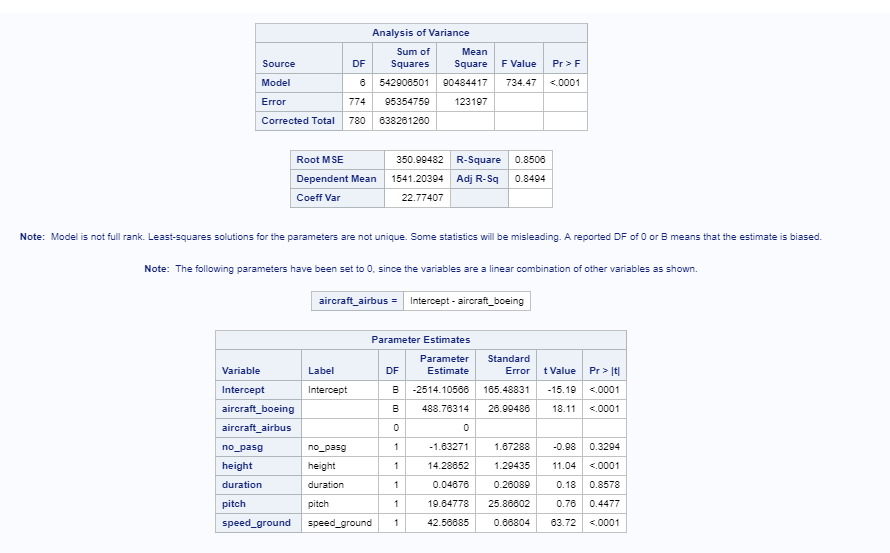 Analysis of Variance
Source DF Sum of Squares Mean Square F Value Pr > F
Model 6 542906501 90484417 734.47 <.0001
Error 774 95354759 123197
Corrected Total 780 638261260
Root MSE 350.99482 R-Square 0.8506
Dependent Mean 1541.20394 Adj R-Sq 0.8494
Coeff Var 22.77407
Note: Model is not full rank. Least-squares solutions for the parameters are not unique. Some statistics will be misleading. A reported DF of 0 or B means that the estimate is biased.
Note: The following parameters have been set to 0, since the variables are a linear combination of other variables as shown.
aircraft_airbus = Intercept - aircraft_boeing
Parameter Estimates
Variable Label DF Parameter Estimate Standard Error t Value Pr > |t|
Intercept Intercept B -2514.10566 165.48831 -15.19 <.0001
aircraft_boeing B 488.76314 26.99486 18.11 <.0001
aircraft_airbus 0 0
no_pasg no_pasg 1 -1.63271 1.67288 -0.98 0.3294
height height 1 14.28652 1.29435 11.04 <.0001
duration duration 1 0.04676 0.26089 0.18 0.8578
pitch pitch 1 19.64778 25.86602 0.76 0.4477
speed_ground speed_ground 1 42.56685 0.66804 63.72 <.0001